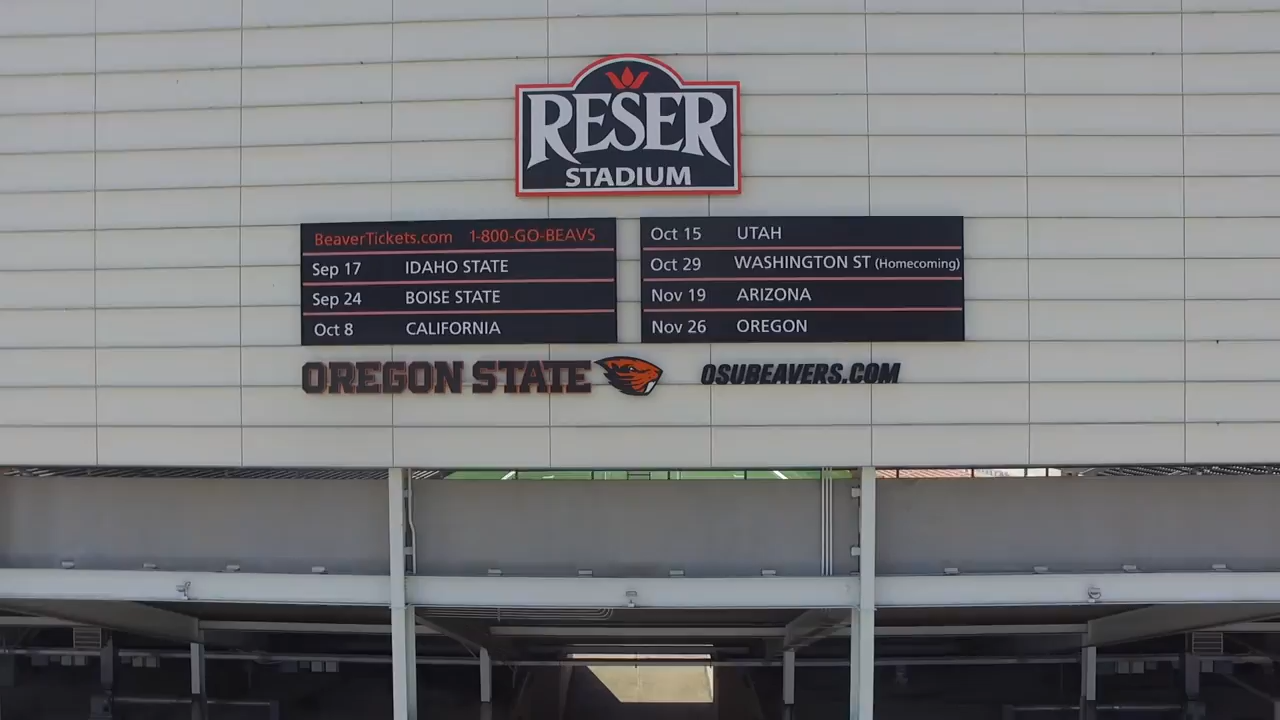 RESER
STADIUM
BeaverTickets.com 1-800-GO-BEAVS
Sep 17 IDAHO STATE
Sep 24 BOISE STATE
Oct 8 CALIFORNIA
Oct 15 UTAH
Oct 29 WASHINGTON ST (Homecoming)
Nov 19 ARIZONA
Nov 26 OREGON
OREGON STATE
OSUBEAVERS.COM